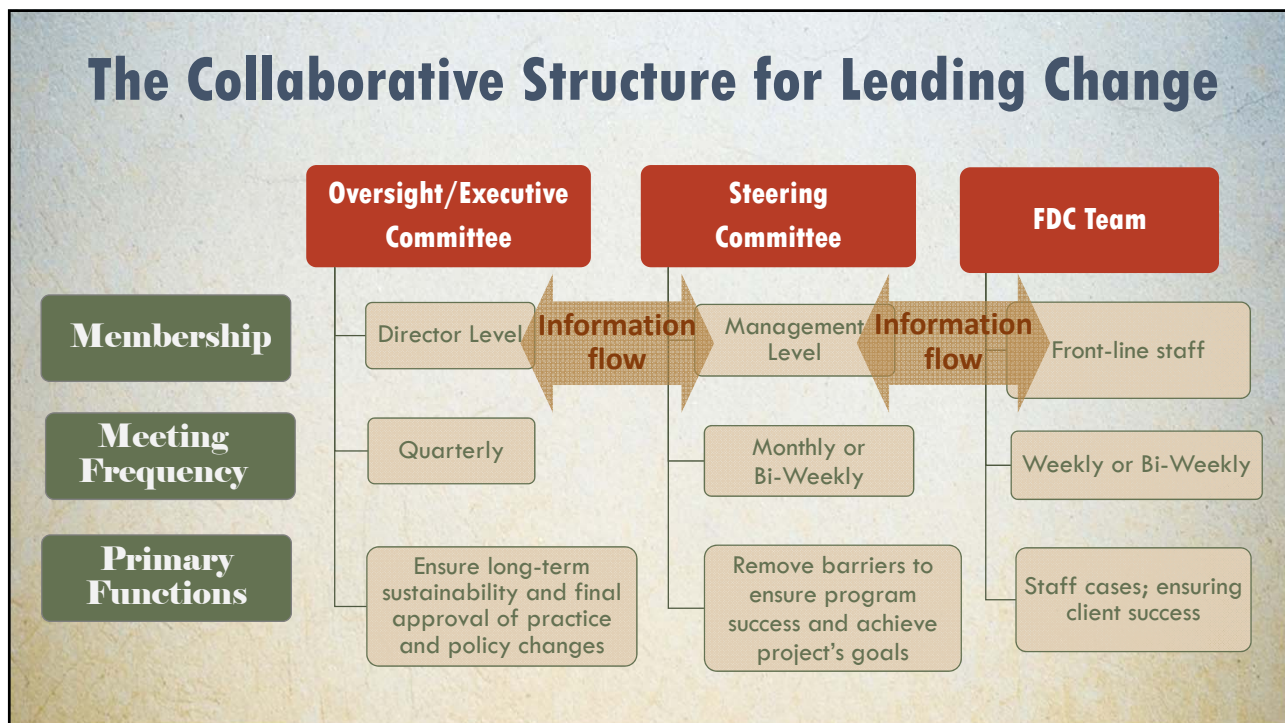 The Collaborative Structure for Leading Change
Oversight/Executive
Committee
Steering
Committee
FDC Team
Membership
Director Level
Information
flow
Management
Level
Information
flow
Front-line staff
Meeting
Frequency
Quarterly
Monthly or
Bi-Weekly
Weekly or Bi-Weekly
Primary
Functions
Ensure long-term
sustainability and final
approval of practice
and policy changes
Remove barriers to
ensure program
success and achieve
project's goals
Staff cases; ensuring
client success